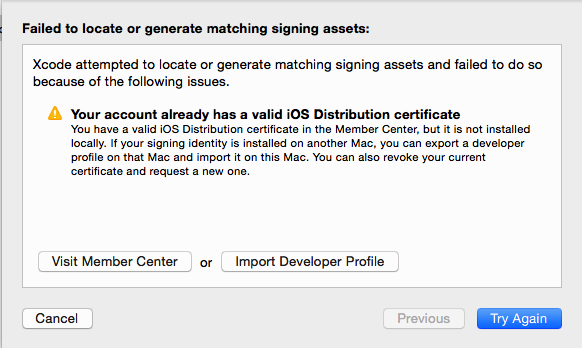 Failed to locate or generate matching signing assets:
Xcode attempted to locate or generate matching signing assets and failed to do so
because of the following issues.
Your account already has a valid iOS Distribution certificate
You have a valid iOS Distribution certificate in the Member Center, but it is not installed
locally. If your signing identity is installed on another Mac, you can export a developer
profile on that Mac and import it on this Mac. You can also revoke your current
certificate and request a new one.
Visit Member Center or Import Developer Profile
Cancel Previous Try Again